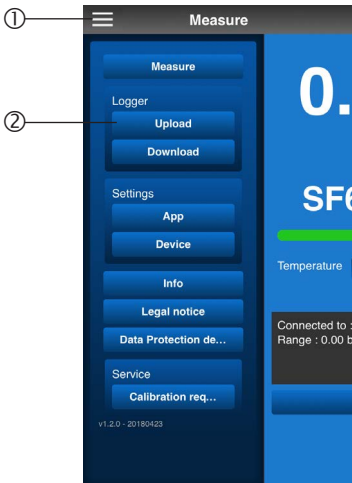 ①
Measure
②
Measure
Logger
Upload
Download
Settings
App
Device
Info
Legal notice
Data Protection de...
Service
Calibration req...
v1.2.0 - 20180423
0.
SF6
Temperature
Connected to :
Range : 0.00 b